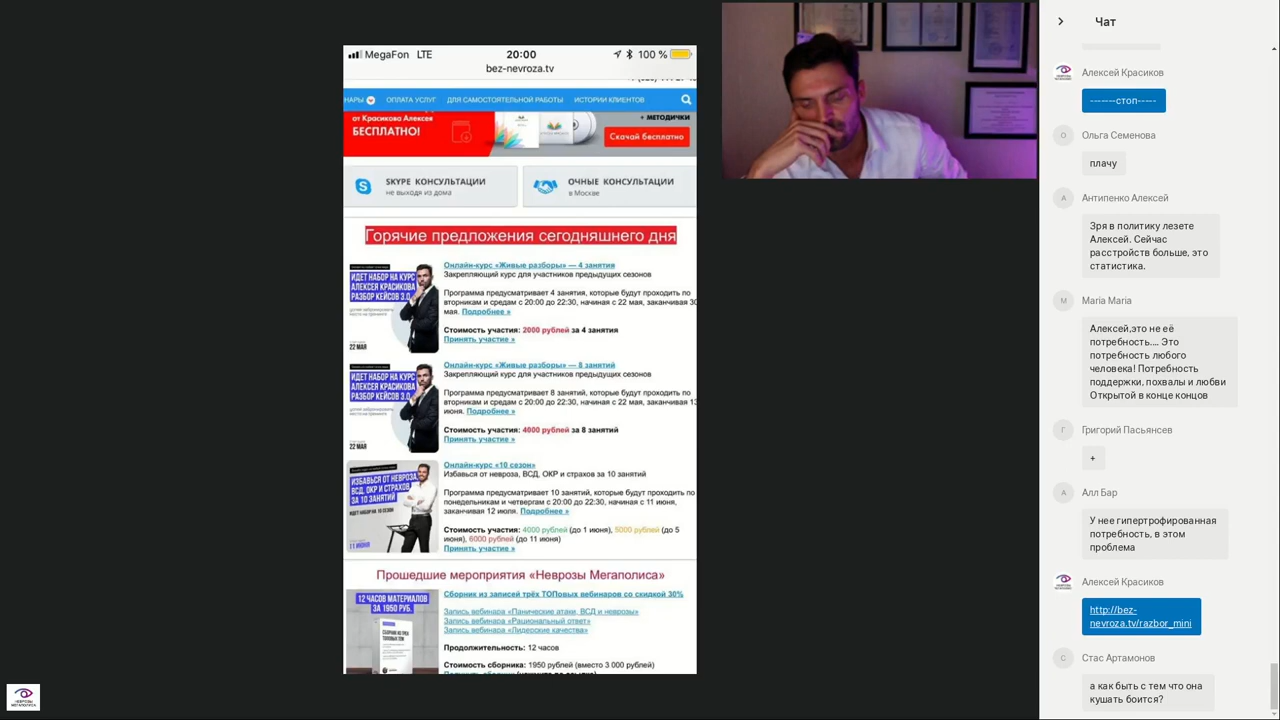 MegaFon LTE
20:00
100 %
bez-nevroza.tv
НАРЫ
ОПЛАТА УСЛУГ
ДЛЯ САМОСТОЯТЕЛЬНОЙ РАБОТЫ
ИСТОРИИ КЛИЕНТОВ
от Красикова Алексея
БЕСПЛАТНО!
+ МЕТОДИЧКИ
Скачай бесплатно
SKYPE КОНСУЛЬТАЦИИ
не выходя из дома
ОЧНЫЕ КОНСУЛЬТАЦИИ
в Москве
Горячие предложения сегодняшнего дня
ИДЕТ НАБОР НА КУРС
АЛЕКСЕЯ КРАСИКОВА
РАЗБОР КЕЙСОВ 3.0
22 МАЯ
Онлайн-курс «Живые разборы» — 4 занятия
Закрепляющий курс для участников предыдущих сезонов
Программа предусматривает 4 занятия, которые будут проходить по
вторникам и средам с 20:00 до 22:30, начиная с 22 мая, заканчивая 30
мая. Подробнее »
Стоимость участия: 2000 рублей за 4 занятия
Принять участие »
ИДЕТ НАБОР НА КУРС
АЛЕКСЕЯ КРАСИКОВА
РАЗБОР КЕЙСОВ 3.0
22 МАЯ
Онлайн-курс «Живые разборы» — 8 занятий
Закрепляющий курс для участников предыдущих сезонов
Программа предусматривает 8 занятий, которые будут проходить по
вторникам и средам с 20:00 до 22:30, начиная с 22 мая, заканчивая 13
июня. Подробнее »
Стоимость участия: 4000 рублей за 8 занятий
Принять участие »
ИЗБАВЬСЯ ОТ НЕВРОЗА,
ВСД, ОКР И СТРАХОВ
ЗА 10 ЗАНЯТИЙ
ИДЕТ НАБОР НА 10 СЕЗОН
11 ИЮНЯ
Онлайн-курс «10 сезон»
Избавься от невроза, ВСД, ОКР и страхов за 10 занятий
Программа предусматривает 10 занятий, которые будут проходить по
понедельникам и четвергам с 20:00 до 22:30, начиная с 11 июня,
заканчивая 12 июля. Подробнее »
Стоимость участия: 4000 рублей (до 1 июня), 5000 рублей (до 5
июня), 6000 рублей (до 11 июня)
Принять участие »
Прошедшие мероприятия «Неврозы Мегаполиса»
12 ЧАСОВ МАТЕРИАЛОВ
ЗА 1950 РУБ.
Сборник из записей трёх ТОПовых вебинаров со скидкой 30%
Запись вебинара «Панические атаки, ВСД и неврозы»
Запись вебинара «Рациональный ответ»
Запись вебинара «Лидерские качества»
Продолжительность: 12 часов
Стоимость сборника: 1950 рублей (вместо 3 000 рублей)
Чат
Алексей Красиков
------стоп-----
Ольга Семенова
плачу
Антипенко Алексей
Зря в политику лезете
Алексей. Сейчас
расстройств больше, это
статистика.
Maria Maria
Алексей,это не ее
потребность.... Это
потребность любого
человека! Потребность
поддержки, похвалы и любви
Открытой в конце концов
Григорий Пасьянсев
+
Алл Бир
У нее гипертрофированная
потребность, в этом
проблема
Алексей Красиков
http://bez-
nevroza.tv/razbor_mini
Стас Артамонов
а как быть с тем что она
кушать боится?